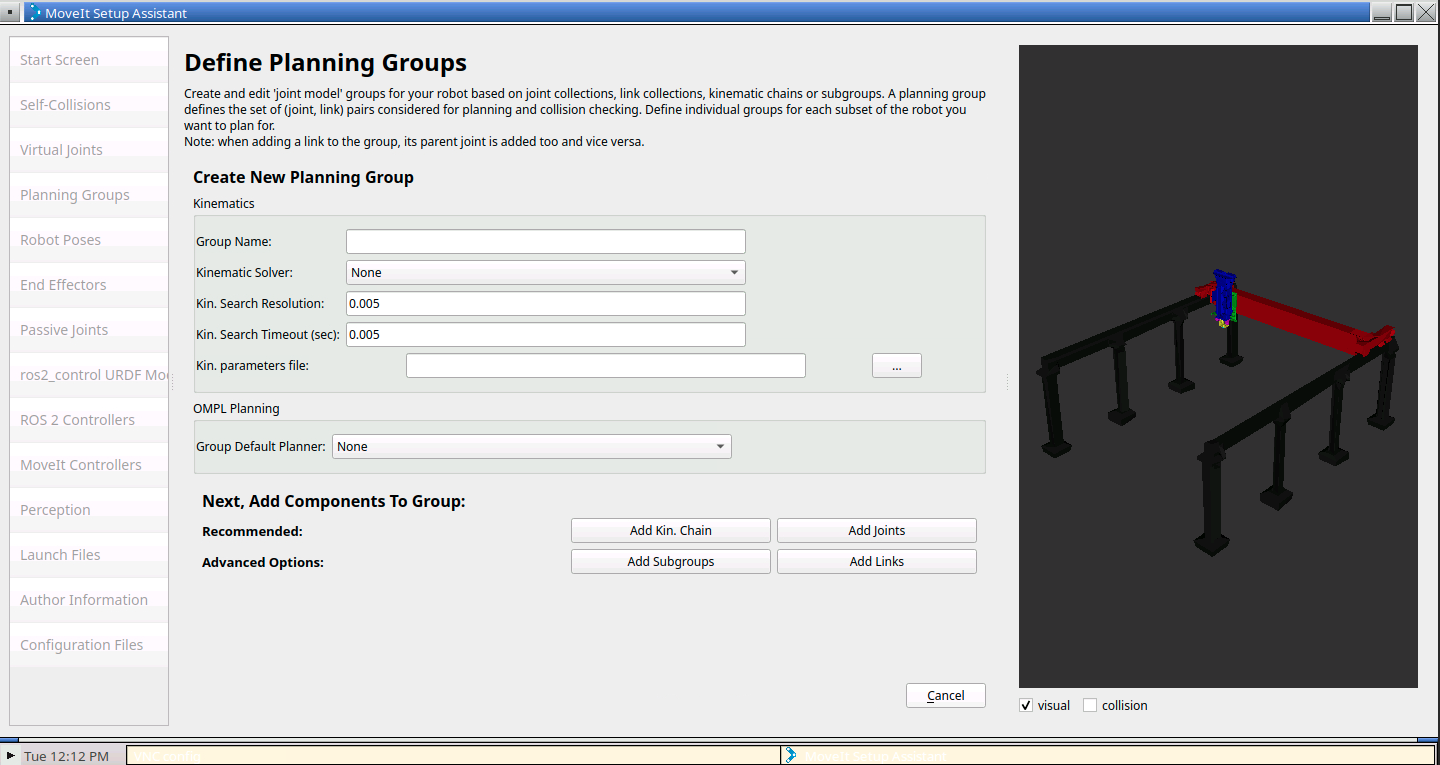 MoveIt Setup Assistant
Start Screen
Self-Collisions
Virtual Joints
Planning Groups
Robot Poses
End Effectors
Passive Joints
ros2_control URDF Mo
ROS 2 Controllers
MoveIt Controllers
Perception
Launch Files
Author Information
Configuration Files
Define Planning Groups
Create and edit 'joint model' groups for your robot based on joint collections, link collections, kinematic chains or subgroups. A planning group
defines the set of (joint, link) pairs considered for planning and collision checking. Define individual groups for each subset of the robot you
want to plan for.
Note: when adding a link to the group, its parent joint is added too and vice versa.
Create New Planning Group
Kinematics
Group Name:
Kinematic Solver: None
Kin. Search Resolution: 0.005
Kin. Search Timeout (sec): 0.005
Kin. parameters file: ...
OMPL Planning
Group Default Planner: None
Next, Add Components To Group:
Recommended: Add Kin. Chain Add Joints
Advanced Options: Add Subgroups Add Links
Cancel
visual collision
Tue 12:12 PM MoveIt Setup Assistant